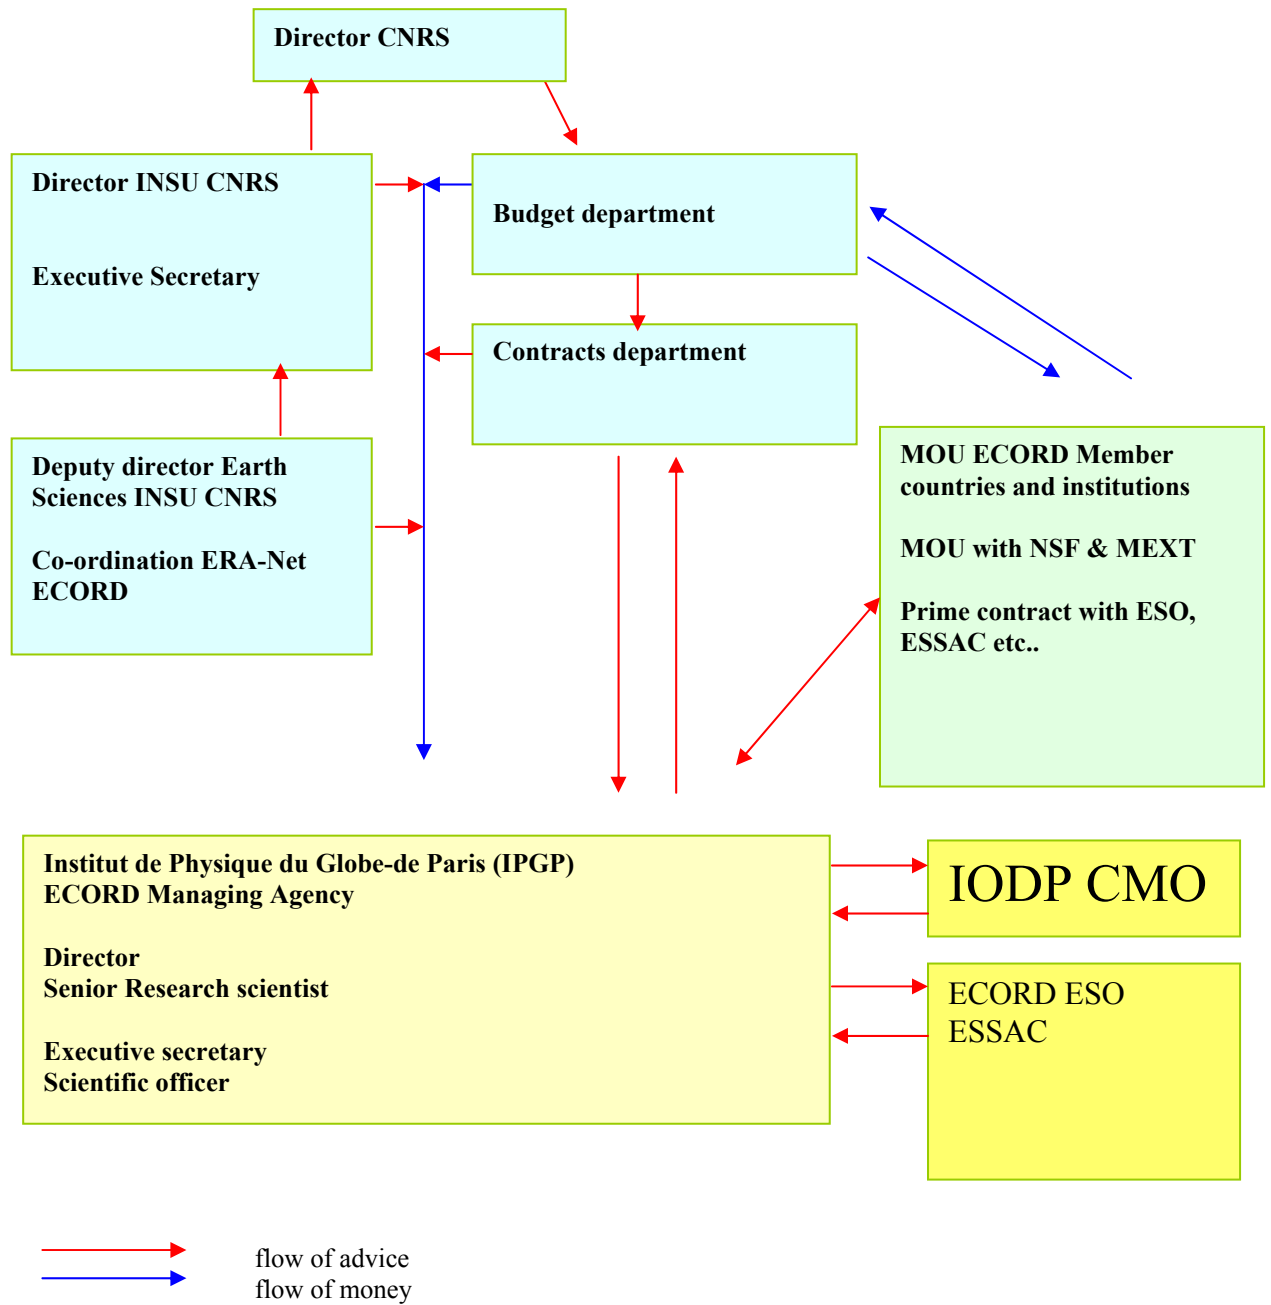 Director CNRS
Director INSU CNRS
Executive Secretary
Budget department
Contracts department
Deputy director Earth
Sciences INSU CNRS
Co-ordination ERA-Net
ECORD
MOU ECORD Member
countries and institutions
MOU with NSF & MEXT
Prime contract with ESO,
ESSAC etc..
Institut de Physique du Globe-de Paris (IPGP)
ECORD Managing Agency
Director
Senior Research scientist
Executive secretary
Scientific officer
IODP CMO
ECORD ESO
ESSAC
flow of advice
flow of money